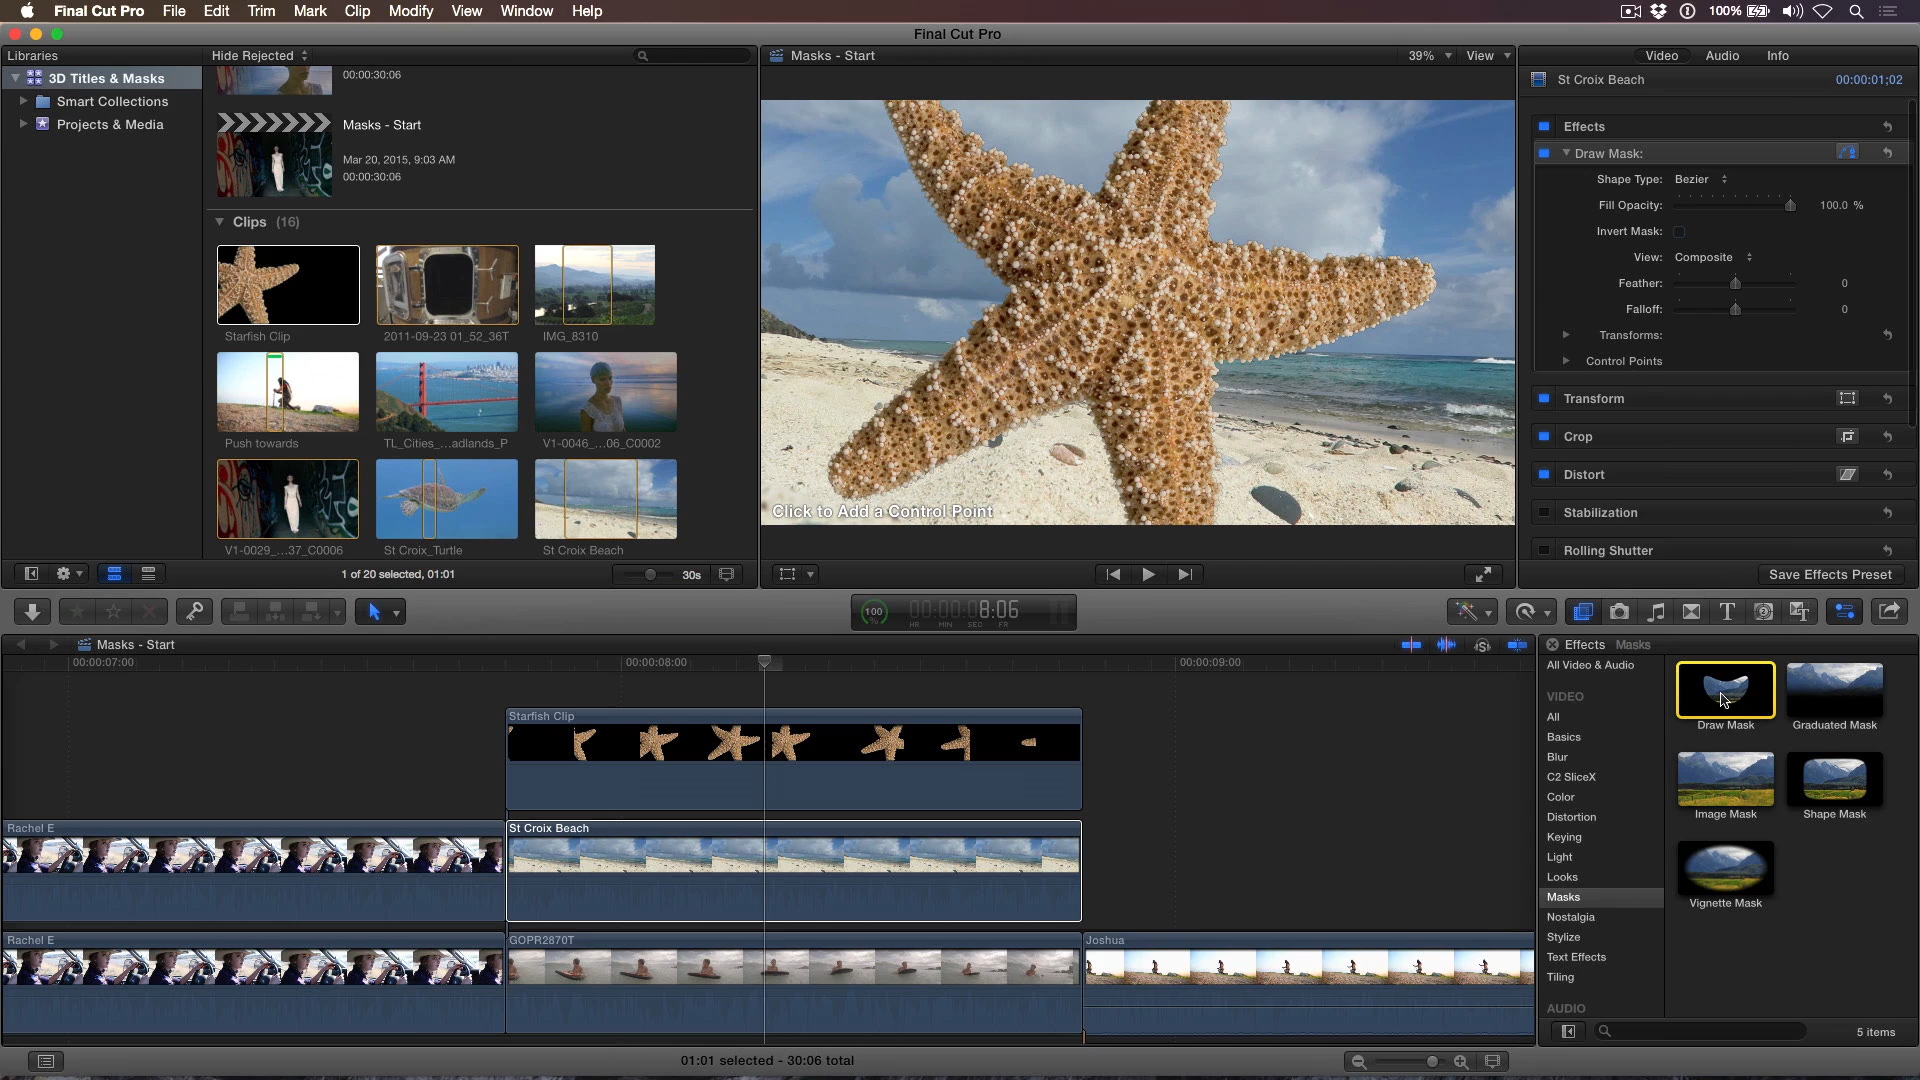 Final Cut Pro File Edit Trim Mark Clip Modify View Window Help
100%
Final Cut Pro
Libraries
3D Titles & Masks
Smart Collections
Projects & Media
Hide Rejected
00:00:30:06
Masks - Start
Mar 20, 2015, 9:03 AM
00:00:30:06
Clips (16)
Starfish Clip
2011-09-23 01_52_36T
IMG_8310
Push towards
TL_Cities_...adlands_P
V1-0046_...06_C0002
V1-0029_...37_C0006
St Croix_Turtle
St Croix Beach
1 of 20 selected, 01:01
30s
Masks - Start
39%
View
Click to Add a Control Point
Video
Audio
Info
St Croix Beach
00:00:01;02
Effects
Draw Mask:
Shape Type: Bezier
Fill Opacity: 100.0 %
Invert Mask:
View: Composite
Feather: 0
Falloff: 0
Transforms:
Control Points
Transform
Crop
Distort
Stabilization
Rolling Shutter
Save Effects Preset
100
%
00:00:08:06
HR MIN SEC FR
Masks - Start
00:00:07:00
00:00:08:00
00:00:09:00
Starfish Clip
Rachel E
St Croix Beach
Rachel E
GOPR2870T
Joshua
01:01 selected - 30:06 total
Effects Masks
All Video & Audio
VIDEO
All
Basics
Blur
C2 SliceX
Color
Distortion
Keying
Light
Looks
Masks
Nostalgia
Stylize
Text Effects
Tiling
AUDIO
Draw Mask
Graduated Mask
Image Mask
Shape Mask
Vignette Mask
5 items